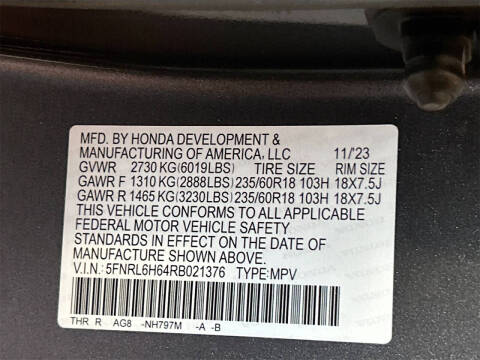 MFD. BY HONDA DEVELOPMENT &
MANUFACTURING OF AMERICA, LLC 11/'23
GVWR 2730 KG(6019LBS) TIRE SIZE RIM SIZE
GAWR F 1310 KG(2888LBS)235/60R18 103H 18X7.5J
GAWR R 1465 KG(3230LBS)235/60R18 103H 18X7.5J
THIS VEHICLE CONFORMS TO ALL APPLICABLE
FEDERAL MOTOR VEHICLE SAFETY
STANDARDS IN EFFECT ON THE DATE OF
MANUFACTURE SHOWN ABOVE.
V.I.N.: 5FNRL6H64RB021376 TYPE:MPV
THR R AG8 -NH797M -A -B